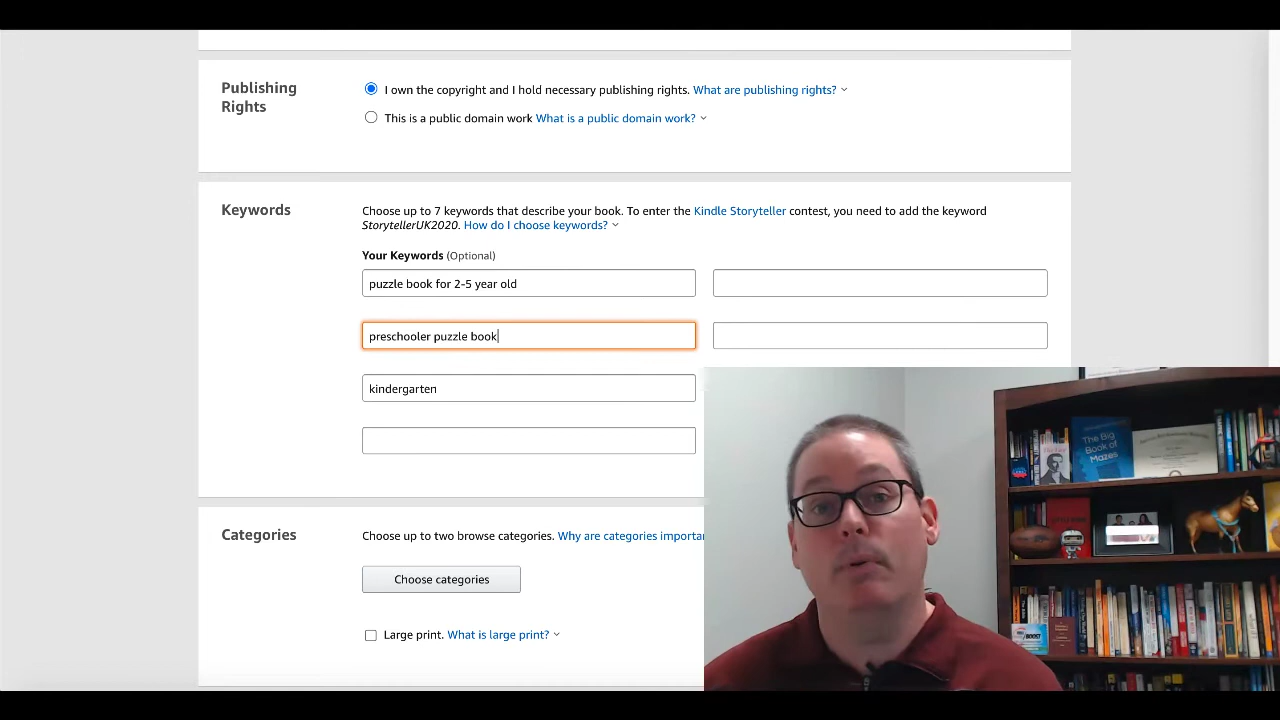 Publishing
Rights
I own the copyright and I hold necessary publishing rights. What are publishing rights?
This is a public domain work What is a public domain work?
Keywords
Choose up to 7 keywords that describe your book. To enter the Kindle Storyteller contest, you need to add the keyword
StorytellerUK2020. How do I choose keywords?
Your Keywords (Optional)
puzzle book for 2-5 year old
preschooler puzzle book
kindergarten
Categories
Choose up to two browse categories. Why are categories importa
Choose categories
Large print. What is large print?
The Big
Book of
Mazes